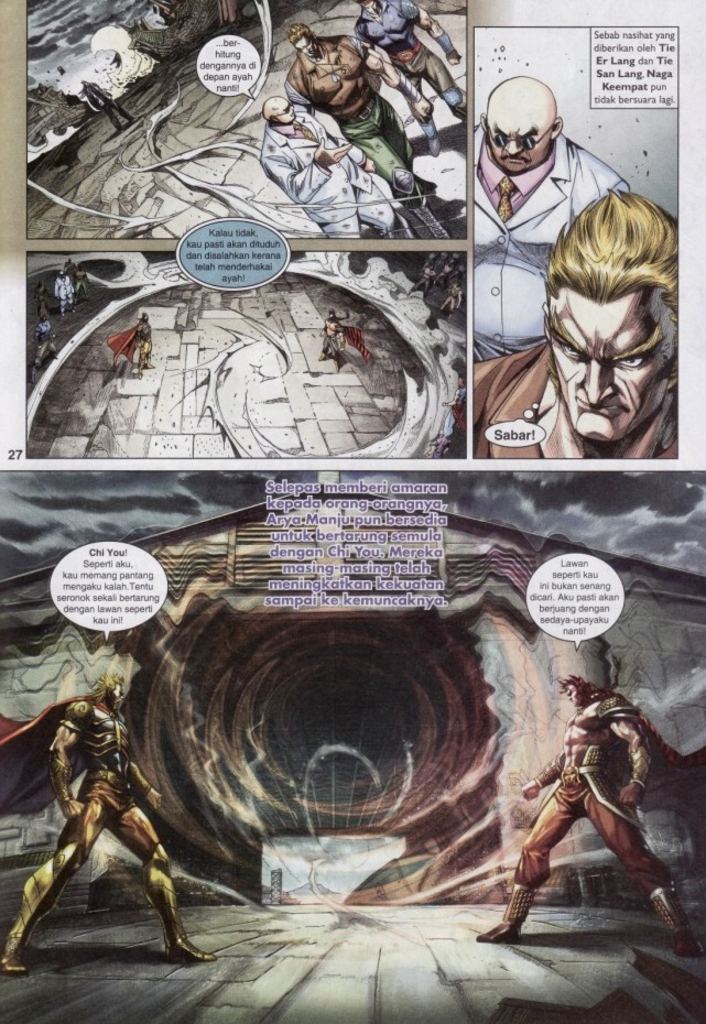 ...ber-
hitung
dengannya di
depan ayah
nanti!
Sebab nasihat yang
diberikan oleh Tie
Er Lang dan Tie
San Lang, Naga
Keempat pun
tidak bersuara lagi.
Kalau tidak,
kau pasti akan dituduh
dan disalahkan kerana
telah menderhakai
ayah!
Sabar!
27
Selepas memberi amaran
kepada orang-orangnya,
Arya Manju pun bersedia
untuk bertarung semula
dengan Chi You. Mereka
masing-masing telah
meningkatkan kekuatan
sampai ke kemuncaknya.
Chi You!
Seperti aku,
kau memang pantang
mengaku kalah.Tentu
seronok sekali bertarung
dengan lawan seperti
kau ini!
Lawan
seperti kau
ini bukan senang
dicari. Aku pasti akan
berjuang dengan
sedaya-upayaku
nanti!